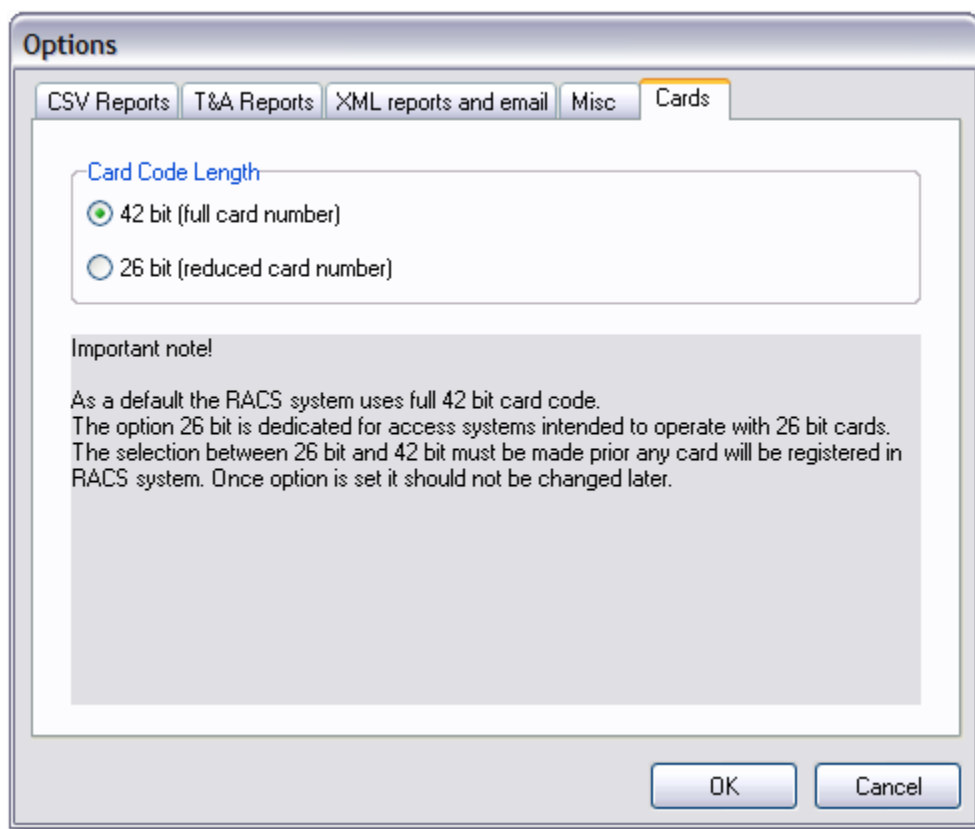 Options
CSV Reports T&A Reports XML reports and email Misc Cards
Card Code Length
42 bit (full card number)
26 bit (reduced card number)
Important note!
As a default the RACS system uses full 42 bit card code.
The option 26 bit is dedicated for access systems intended to operate with 26 bit cards.
The selection between 26 bit and 42 bit must be made prior any card will be registered in
RACS system. Once option is set it should not be changed later.
OK Cancel